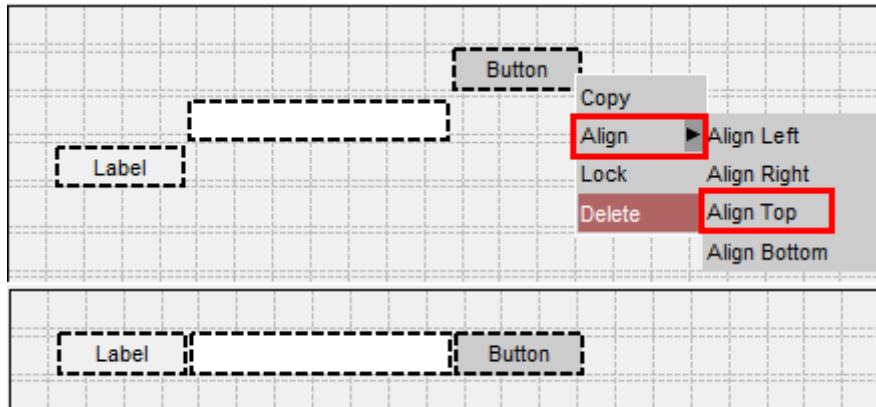 Button
Copy
Align
Align Left
Label
Lock
Align Right
Delete
Align Top
Align Bottom
Label
Button